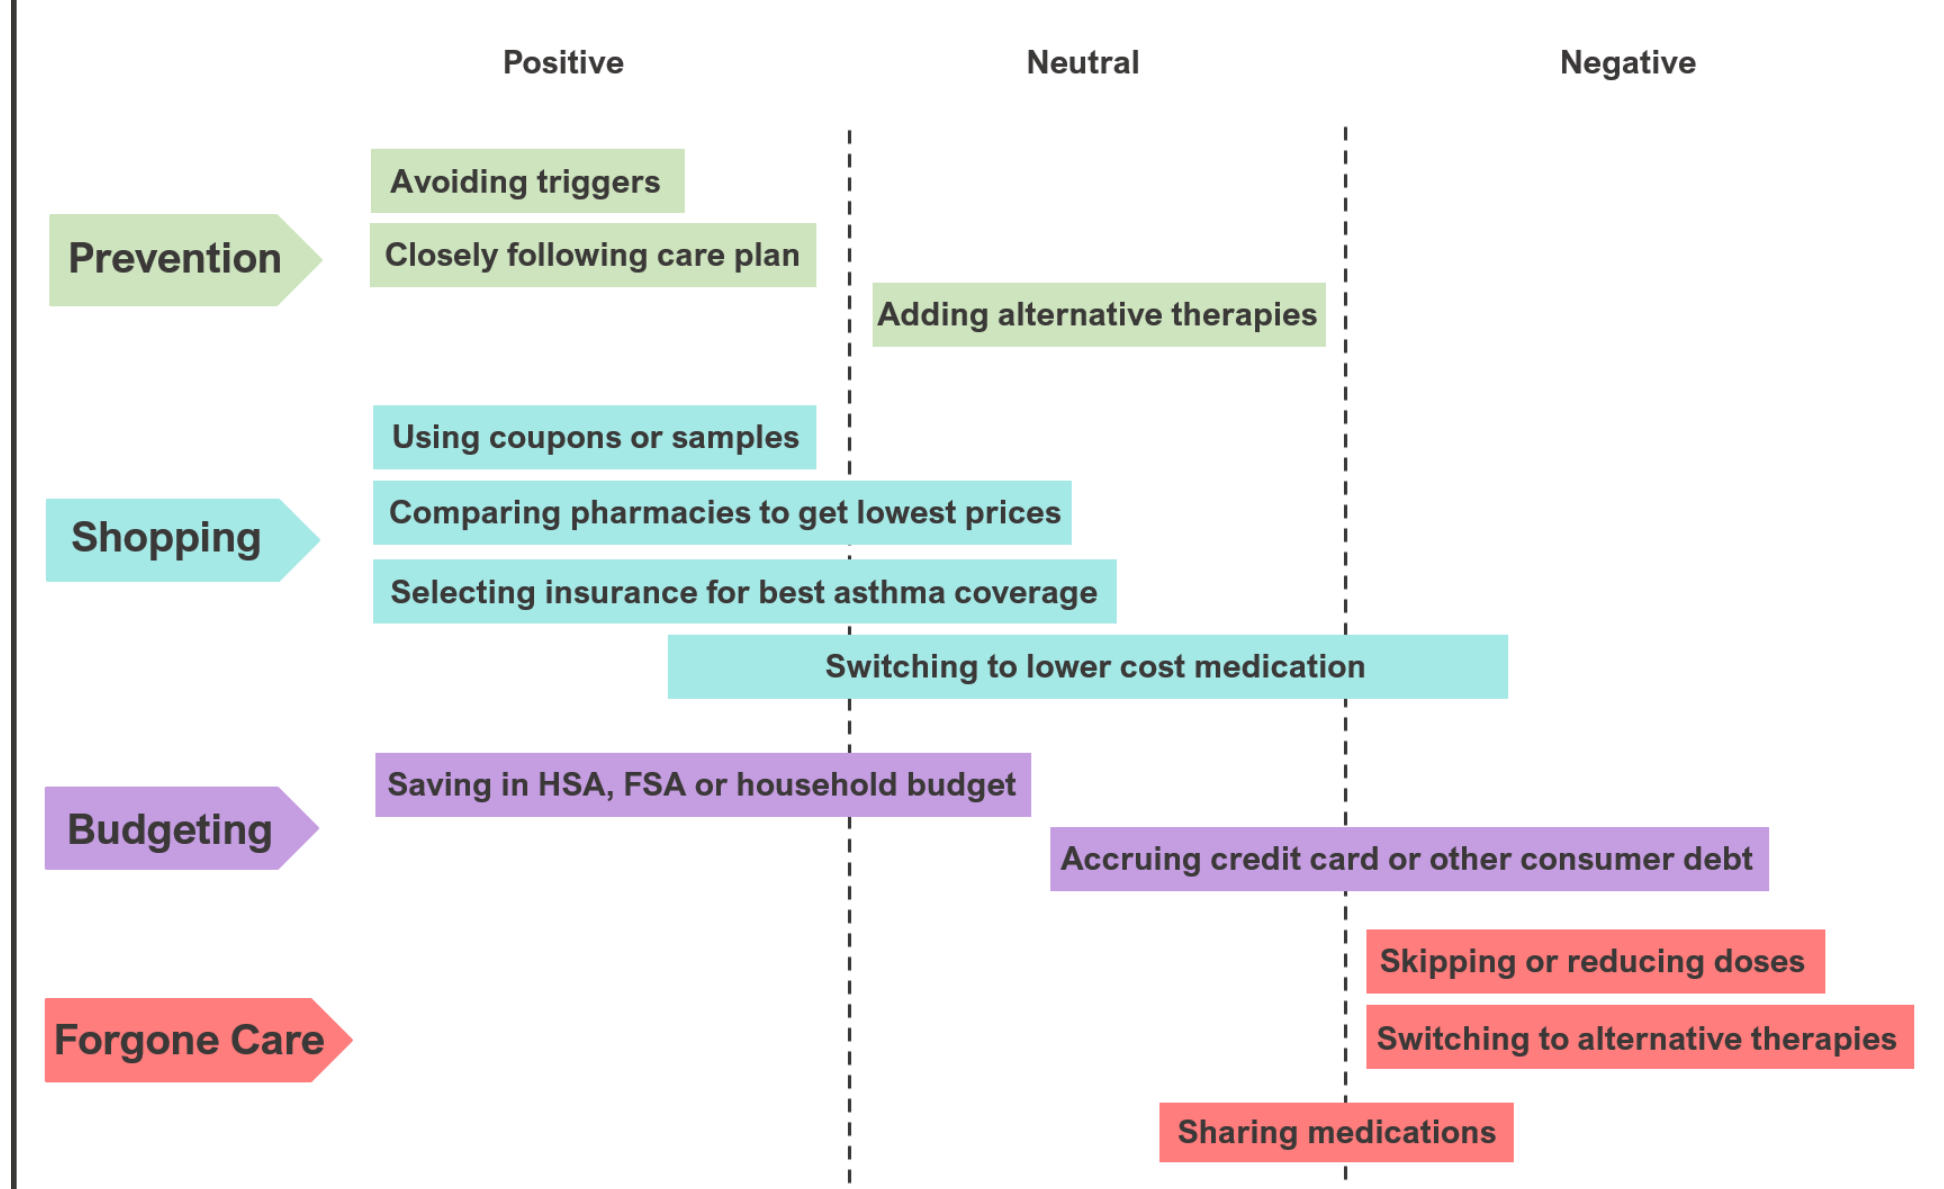 Positive
Neutral
Negative
Prevention
Avoiding triggers
Closely following care plan
Adding alternative therapies
Shopping
Using coupons or samples
Comparing pharmacies to get lowest prices
Selecting insurance for best asthma coverage
Switching to lower cost medication
Budgeting
Saving in HSA, FSA or household budget
Accruing credit card or other consumer debt
Forgone Care
Skipping or reducing doses
Switching to alternative therapies
Sharing medications